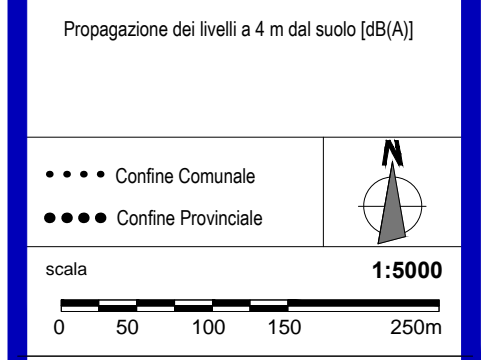 Propagazione dei livelli a 4 m dal suolo [dB(A)]
N
Confine Comunale
Confine Provinciale
scala 1:5000
0 50 100 150 250m